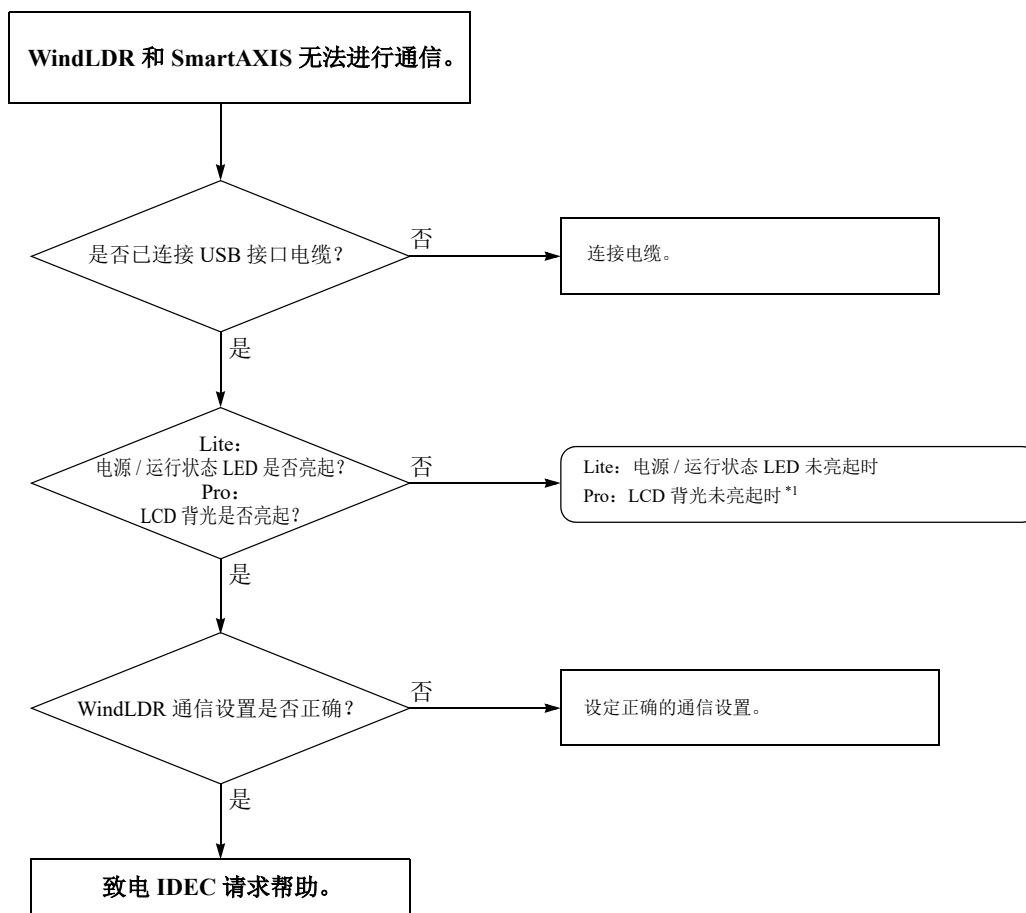 WindLDR 和 SmartAXIS 无法进行通信。
是否已连接 USB 接口电缆？
否
连接电缆。
是
Lite：
电源 / 运行状态 LED 是否亮起？
Pro：
LCD 背光是否亮起？
否
Lite：电源 / 运行状态 LED 未亮起时
Pro：LCD 背光未亮起时 *1
是
WindLDR 通信设置是否正确？
否
设定正确的通信设置。
是
致电 IDEC 请求帮助。